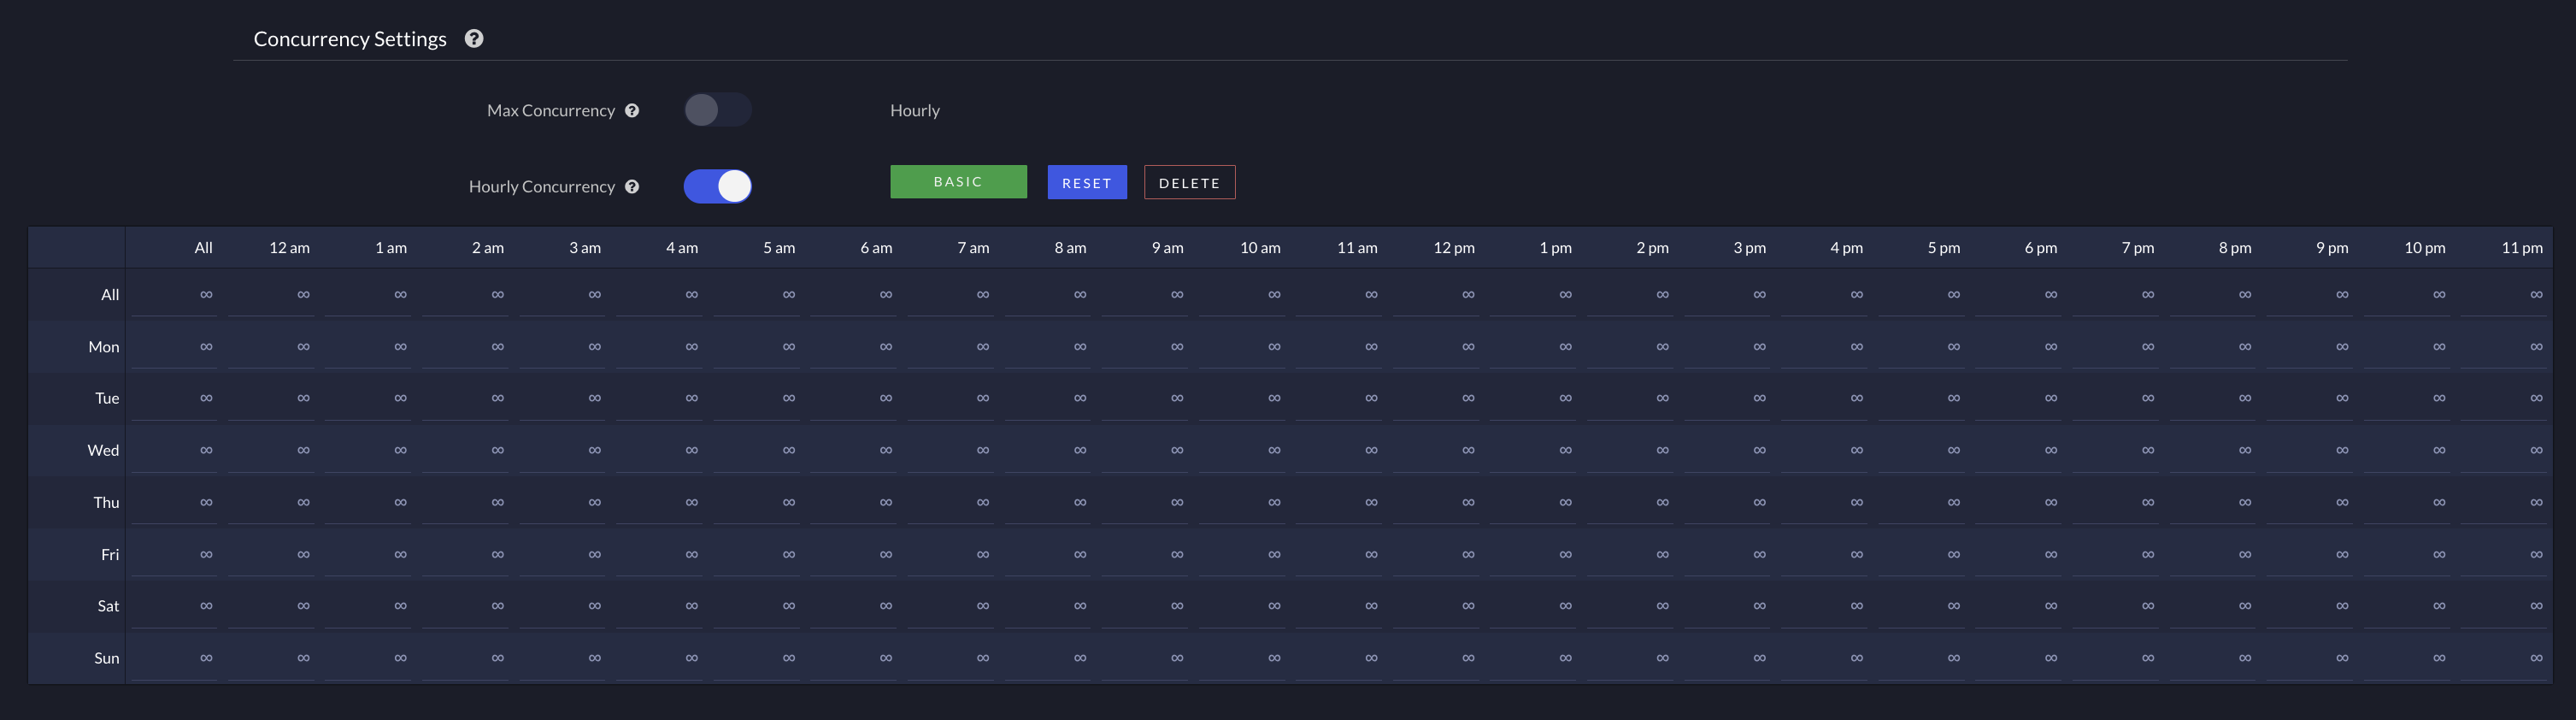 Concurrency Settings ?
Max Concurrency ? Hourly
Hourly Concurrency ? BASIC RESET DELETE
All 12 am 1 am 2 am 3 am 4 am 5 am 6 am 7 am 8 am 9 am 10 am 11 am 12 pm 1 pm 2 pm 3 pm 4 pm 5 pm 6 pm 7 pm 8 pm 9 pm 10 pm 11 pm
All ∞ ∞ ∞ ∞ ∞ ∞ ∞ ∞ ∞ ∞ ∞ ∞ ∞ ∞ ∞ ∞ ∞ ∞ ∞ ∞ ∞ ∞ ∞ ∞ ∞
Mon ∞ ∞ ∞ ∞ ∞ ∞ ∞ ∞ ∞ ∞ ∞ ∞ ∞ ∞ ∞ ∞ ∞ ∞ ∞ ∞ ∞ ∞ ∞ ∞ ∞
Tue ∞ ∞ ∞ ∞ ∞ ∞ ∞ ∞ ∞ ∞ ∞ ∞ ∞ ∞ ∞ ∞ ∞ ∞ ∞ ∞ ∞ ∞ ∞ ∞ ∞
Wed ∞ ∞ ∞ ∞ ∞ ∞ ∞ ∞ ∞ ∞ ∞ ∞ ∞ ∞ ∞ ∞ ∞ ∞ ∞ ∞ ∞ ∞ ∞ ∞ ∞
Thu ∞ ∞ ∞ ∞ ∞ ∞ ∞ ∞ ∞ ∞ ∞ ∞ ∞ ∞ ∞ ∞ ∞ ∞ ∞ ∞ ∞ ∞ ∞ ∞ ∞
Fri ∞ ∞ ∞ ∞ ∞ ∞ ∞ ∞ ∞ ∞ ∞ ∞ ∞ ∞ ∞ ∞ ∞ ∞ ∞ ∞ ∞ ∞ ∞ ∞ ∞
Sat ∞ ∞ ∞ ∞ ∞ ∞ ∞ ∞ ∞ ∞ ∞ ∞ ∞ ∞ ∞ ∞ ∞ ∞ ∞ ∞ ∞ ∞ ∞ ∞ ∞
Sun ∞ ∞ ∞ ∞ ∞ ∞ ∞ ∞ ∞ ∞ ∞ ∞ ∞ ∞ ∞ ∞ ∞ ∞ ∞ ∞ ∞ ∞ ∞ ∞ ∞